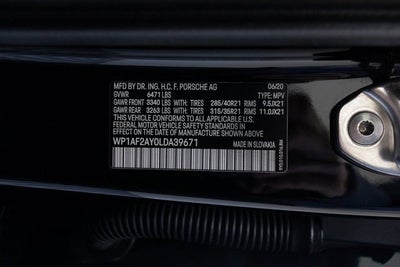 MFD BY DR. ING. H.C. F. PORSCHE AG 06/20
GVWR 6471 LBS TYPE: MPV
GAWR FRONT 3340 LBS TIRES 285/40R21 RIMS 9.5JX21
GAWR REAR 3263 LBS TIRES 315/35R21 RIMS 11.0JX21
THIS VEHICLE CONFORMS TO ALL APPLICABLE
FEDERAL MOTOR VEHICLE SAFETY STANDARDS
IN EFFECT ON THE DATE OF MANUFACTURE
SHOWN ABOVE
WP1AF2AY0LDA39671 MADE IN SLOVAKIA